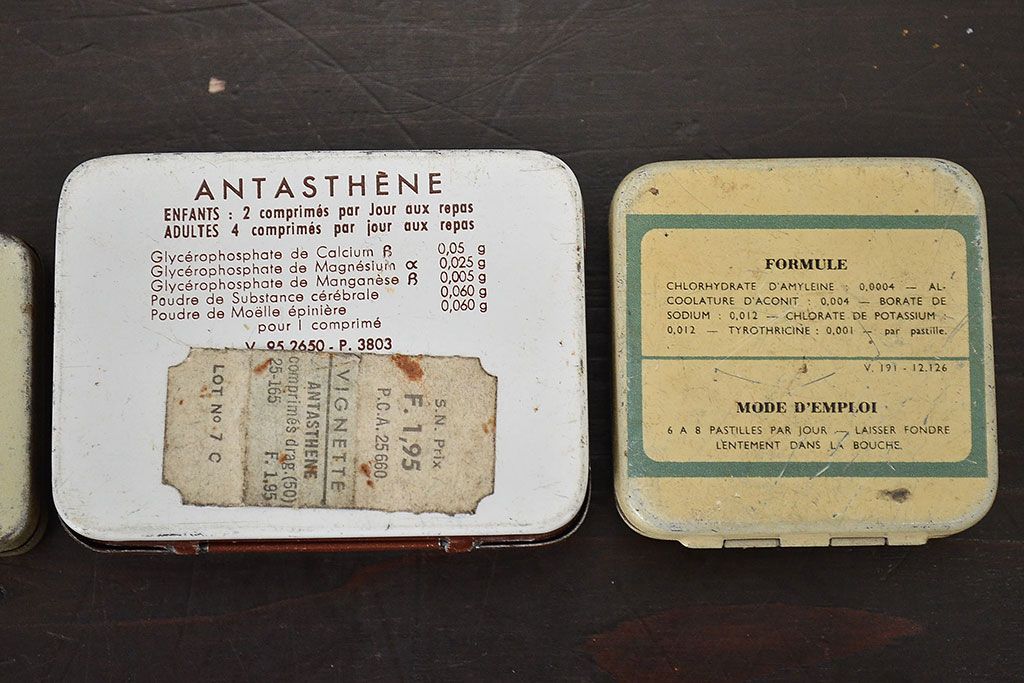 ANTASTHÈNE
ENFANTS : 2 comprimés par Jour aux repas
ADULTES 4 comprimés par jour aux repas
Glycérophosphate de Calcium β 0,05 g
Glycérophosphate de Magnésium α 0,025 g
Glycérophosphate de Manganèse β 0,005 g
Poudre de Substance cérébrale 0,060 g
Poudre de Moëlle épinière 0,060 g
pour 1 comprimé
V. 95.2650 - P. 3803
LOT No 7 C
25-165
comprimés drag.(50)
ANTASTHENE F. 1,95
VIGNETTE
P.C.A. 25660
F. 1,95
S.N. Prix
FORMULE
CHLORHYDRATE D'AMYLEINE : 0,0004 — AL-
COOLATURE D'ACONIT : 0,004 — BORATE DE
SODIUM : 0,012 — CHLORATE DE POTASSIUM :
0,012 — TYROTHRICINE : 0,001 — par pastille.
V. 191 - 12.126
MODE D'EMPLOI
6 A 8 PASTILLES PAR JOUR — LAISSER FONDRE
LENTEMENT DANS LA BOUCHE.